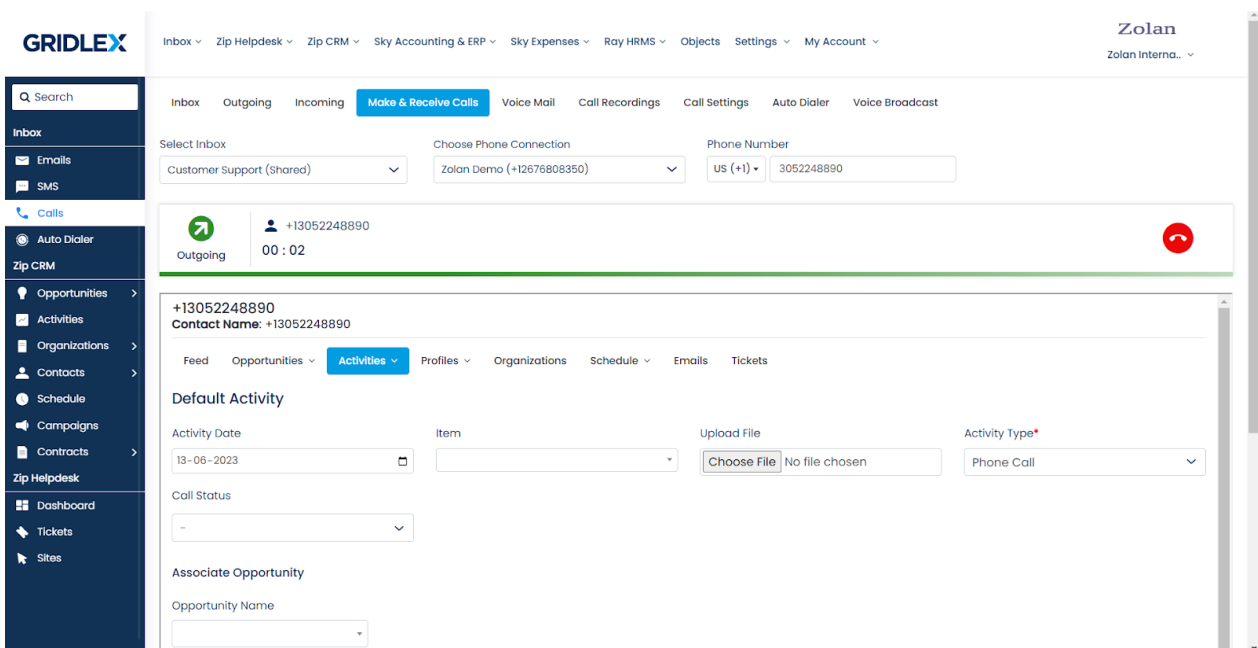 GRIDLEX
Inbox Zip Helpdesk Zip CRM Sky Accounting & ERP Sky Expenses Ray HRMS Objects Settings My Account
Zolan
Zolan Interna..
Search
Inbox
Emails
SMS
Calls
Auto Dialer
Zip CRM
Opportunities
Activities
Organizations
Contacts
Schedule
Campaigns
Contracts
Zip Helpdesk
Dashboard
Tickets
Sites
Inbox Outgoing Incoming Make & Receive Calls Voice Mail Call Recordings Call Settings Auto Dialer Voice Broadcast
Select Inbox Choose Phone Connection Phone Number
Customer Support (Shared) Zolan Demo (+12676808350) US (+1) 3052248890
+13052248890
00 : 02
Outgoing
+13052248890
Contact Name: +13052248890
Feed Opportunities Activities Profiles Organizations Schedule Emails Tickets
Default Activity
Activity Date Item Upload File Activity Type*
13-06-2023 Choose File No file chosen Phone Call
Call Status
-
Associate Opportunity
Opportunity Name